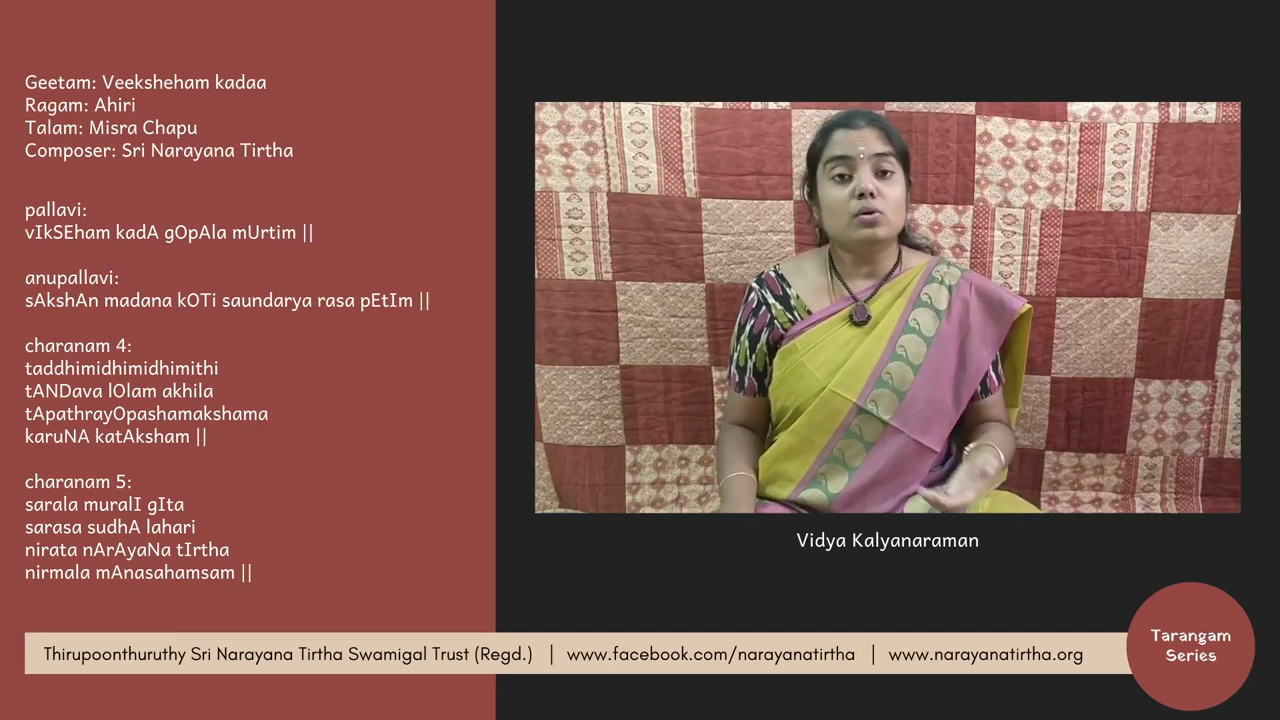 Geetam: Veeksheham kadaa
Ragam: Ahiri
Talam: Misra Chapu
Composer: Sri Narayana Tirtha
pallavi:
vIkSEham kadA gOpAla mUrtim ||
anupallavi:
sAkshAn madana kOTi saundarya rasa pEtIm ||
charanam 4:
taddhimidhimidhimithi
tANDava lOlam akhila
tApathrayOpashamakshama
karuNA katAksham ||
charanam 5:
sarala muralI gIta
sarasa sudhA lahari
nirata nArAyaNa tIrtha
nirmala mAnasahamsam ||
Vidya Kalyanaraman
Thirupoonthuruthy Sri Narayana Tirtha Swamigal Trust (Regd.) | www.facebook.com/narayanatirtha | www.narayanatirtha.org
Tarangam
Series